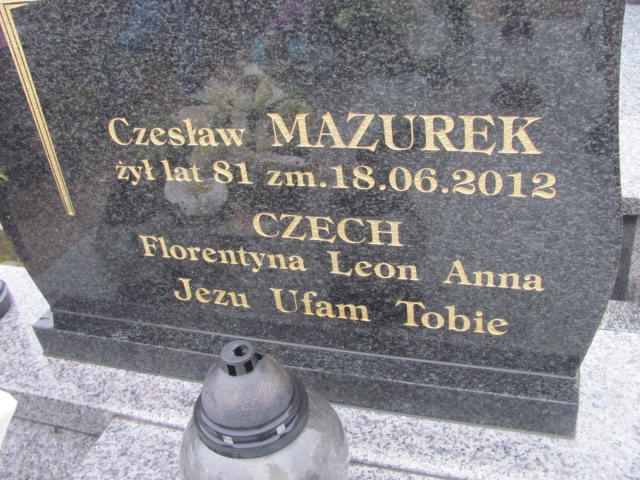 Czesław MAZUREK
żył lat 81 zm.18.06.2012
CZECH
Florentyna Leon Anna
Jezu Ufam Tobie